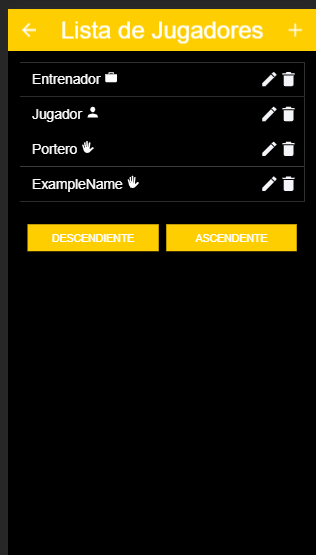 Lista de Jugadores
Entrenador
Jugador
Portero
ExampleName
DESCENDIENTE
ASCENDENTE